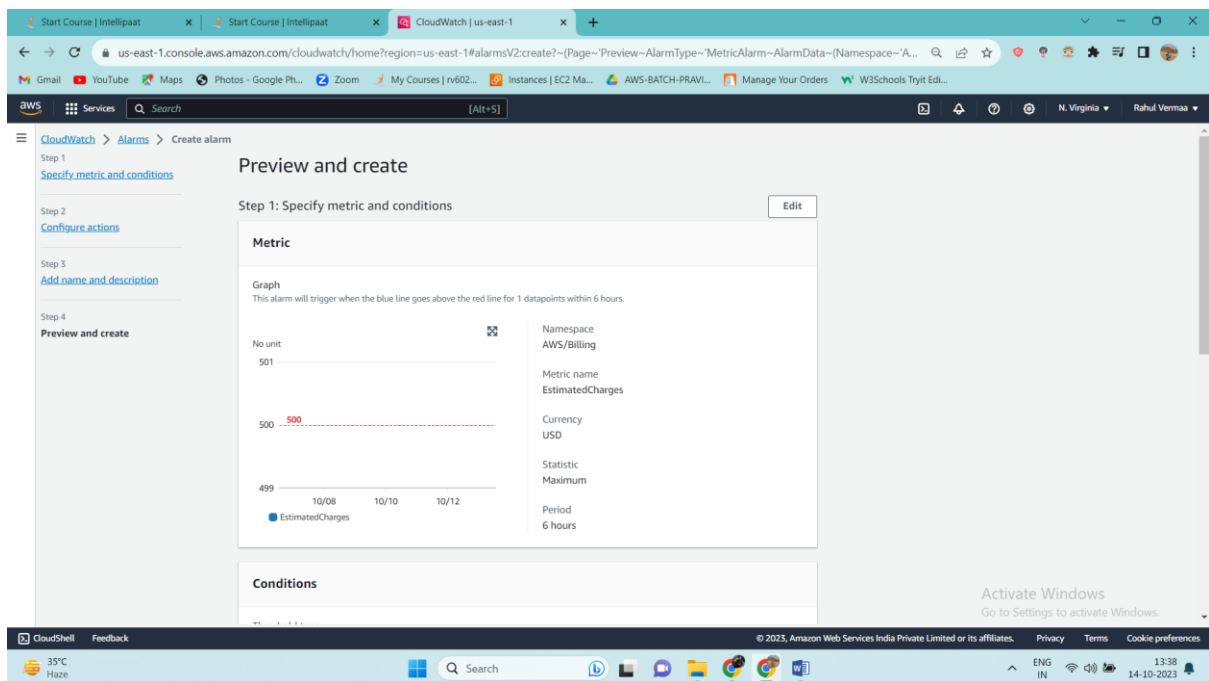 Start Course | Intellipaat
Start Course | Intellipaat
CloudWatch | us-east-1
us-east-1.console.aws.amazon.com/cloudwatch/home?region=us-east-1#alarmsV2:create?~(Page~'Preview~AlarmType~'MetricAlarm~AlarmData~(Namespace~'A...
Gmail YouTube Maps Photos - Google Ph... Zoom My Courses | rv602... Instances | EC2 Ma... AWS-BATCH-PRAVI... Manage Your Orders W3Schools Tryit Edi...
aws Services Search [Alt+S] N. Virginia Rahul Vermaa
CloudWatch > Alarms > Create alarm
Step 1
Specify metric and conditions
Step 2
Configure actions
Step 3
Add name and description
Step 4
Preview and create
Preview and create
Step 1: Specify metric and conditions
Edit
Metric
Graph
This alarm will trigger when the blue line goes above the red line for 1 datapoints within 6 hours.
No unit
501
500
500
499
10/08 10/10 10/12
EstimatedCharges
Namespace
AWS/Billing
Metric name
EstimatedCharges
Currency
USD
Statistic
Maximum
Period
6 hours
Conditions
Activate Windows
Go to Settings to activate Windows.
CloudShell Feedback © 2023, Amazon Web Services India Private Limited or its affiliates. Privacy Terms Cookie preferences
35°C
Haze
Search
ENG
IN
13:38
14-10-2023